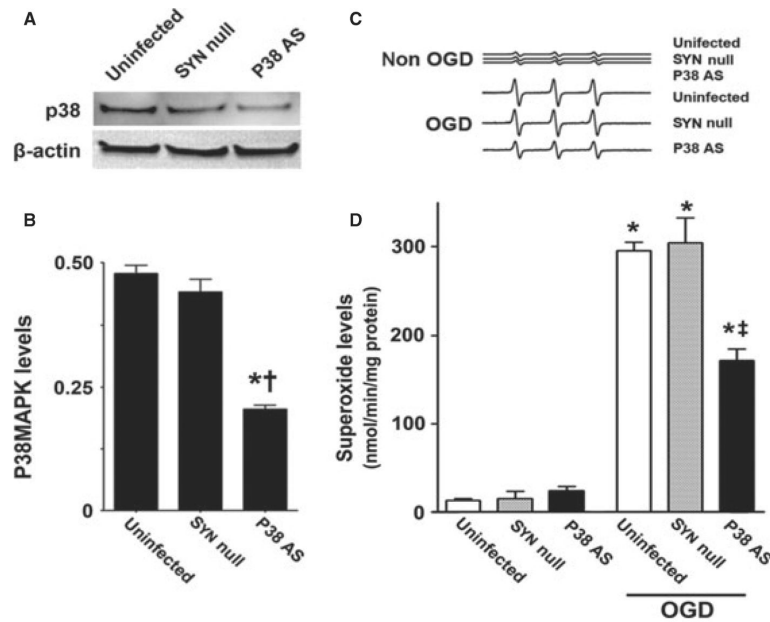 A
Uninfected
SYN null
P38 AS
p38
β-actin
B
P38MAPK levels
0.50
0.25
0
*†
Uninfected
SYN null
P38 AS
C
Non OGD
Unifected
SYN null
P38 AS
OGD
Uninfected
SYN null
P38 AS
D
Superoxide levels
(nmol/min/mg protein)
300
200
100
0
*
*
*‡
Uninfected
SYN null
P38 AS
Uninfected
SYN null
P38 AS
OGD